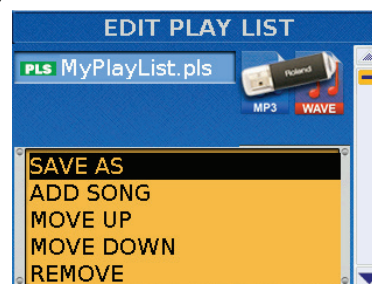 EDIT PLAY LIST
PLS MyPlayList.pls
Roland
MP3 WAVE
SAVE AS
ADD SONG
MOVE UP
MOVE DOWN
REMOVE